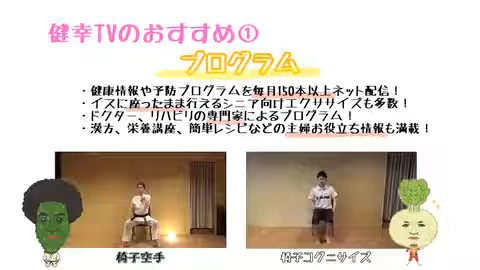 健幸TVのおすすめ①
プログラム
・健康情報や予防プログラムを毎月150本以上ネット配信！
・イスに座ったまま行えるシニア向けエクササイズも多数！
・ドクター、リハビリの専門家によるプログラム！
・漢方、栄養講座、簡単レシピなどの主婦お役立ち情報も満載！
椅子空手
椅子コグニサイズ